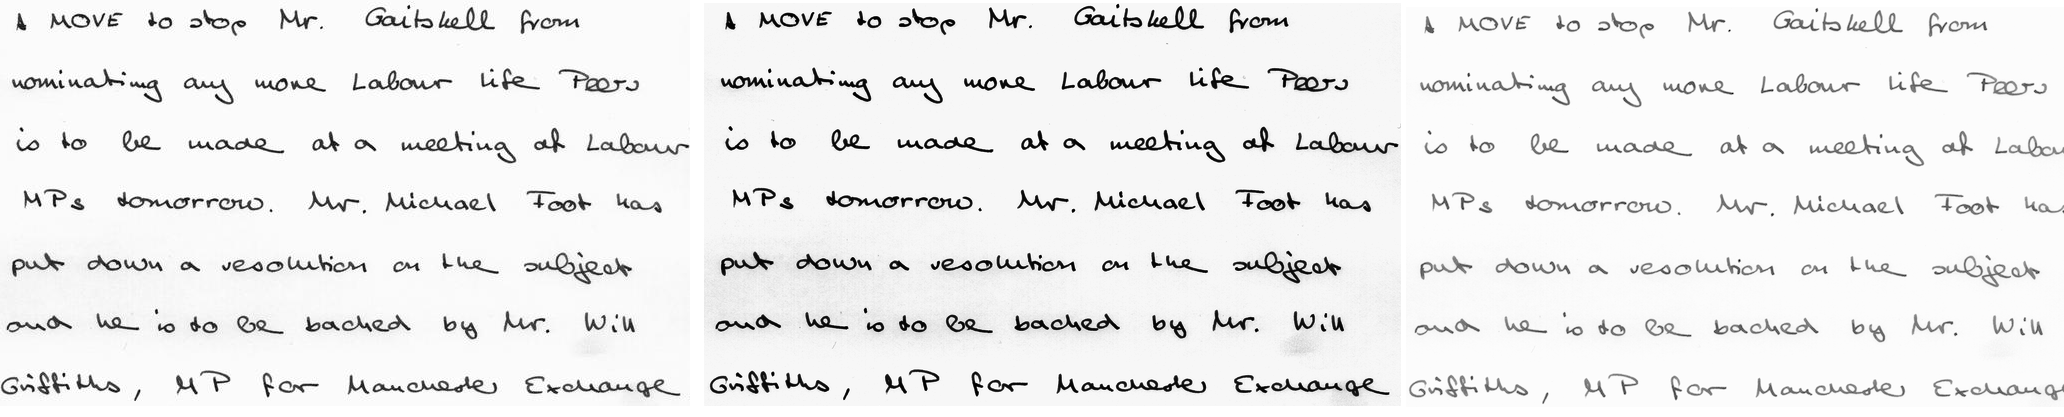 A MOVE to stop Mr. Gaitskell from
nominating any more Labour life Peers
is to be made at a meeting of Labour
MPs tomorrow. Mr. Michael Foot has
put down a resolution on the subject
and he is to be backed by Mr. Will
Griffiths, MP for Manchester Exchange
A MOVE to stop Mr. Gaitskell from
nominating any more Labour life Peers
is to be made at a meeting of Labour
MPs tomorrow. Mr. Michael Foot has
put down a resolution on the subject
and he is to be backed by Mr. Will
Griffiths, MP for Manchester Exchange
A MOVE to stop Mr. Gaitskell from
nominating any more Labour life Peers
is to be made at a meeting of Labou
MPs tomorrow. Mr. Michael Foot has
put down a resolution on the subject
and he is to be backed by Mr. Will
Griffiths, MP for Manchester Exchang